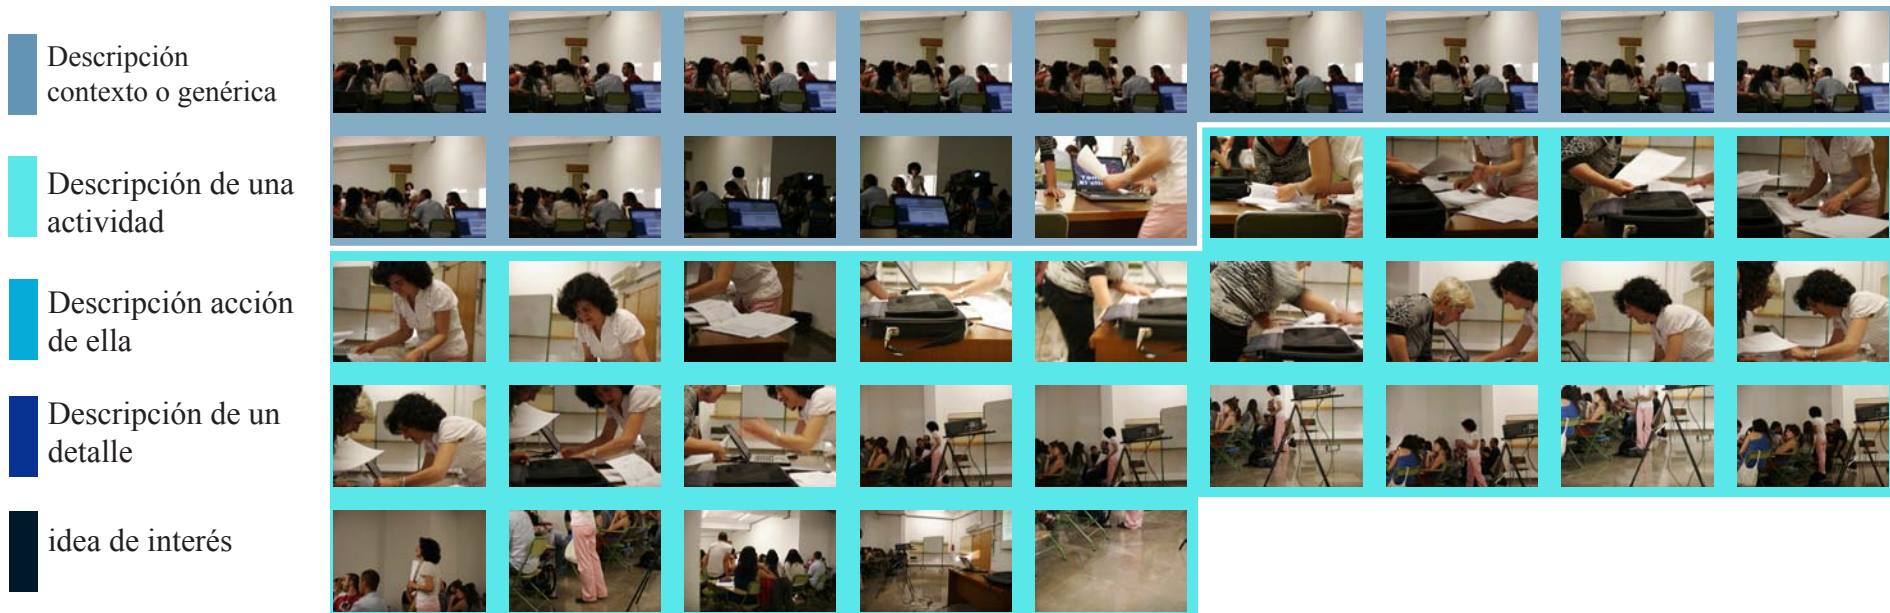 Descripción
contexto o genérica
Descripción de una
actividad
Descripción acción
de ella
Descripción de un
detalle
idea de interés